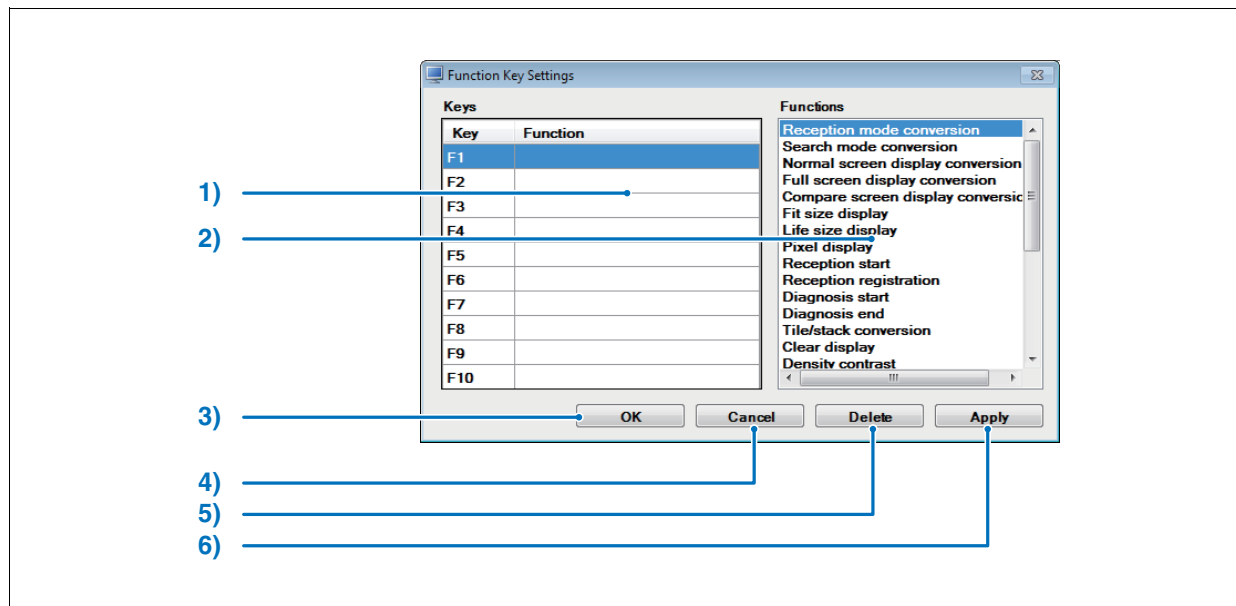 Function Key Settings
Keys
Functions
Key Function
F1
F2
F3
F4
F5
F6
F7
F8
F9
F10
Reception mode conversion
Search mode conversion
Normal screen display conversion
Full screen display conversion
Compare screen display conversic
Fit size display
Life size display
Pixel display
Reception start
Reception registration
Diagnosis start
Diagnosis end
Tile/stack conversion
Clear display
Density contrast
OK Cancel Delete Apply
1)
2)
3)
4)
5)
6)